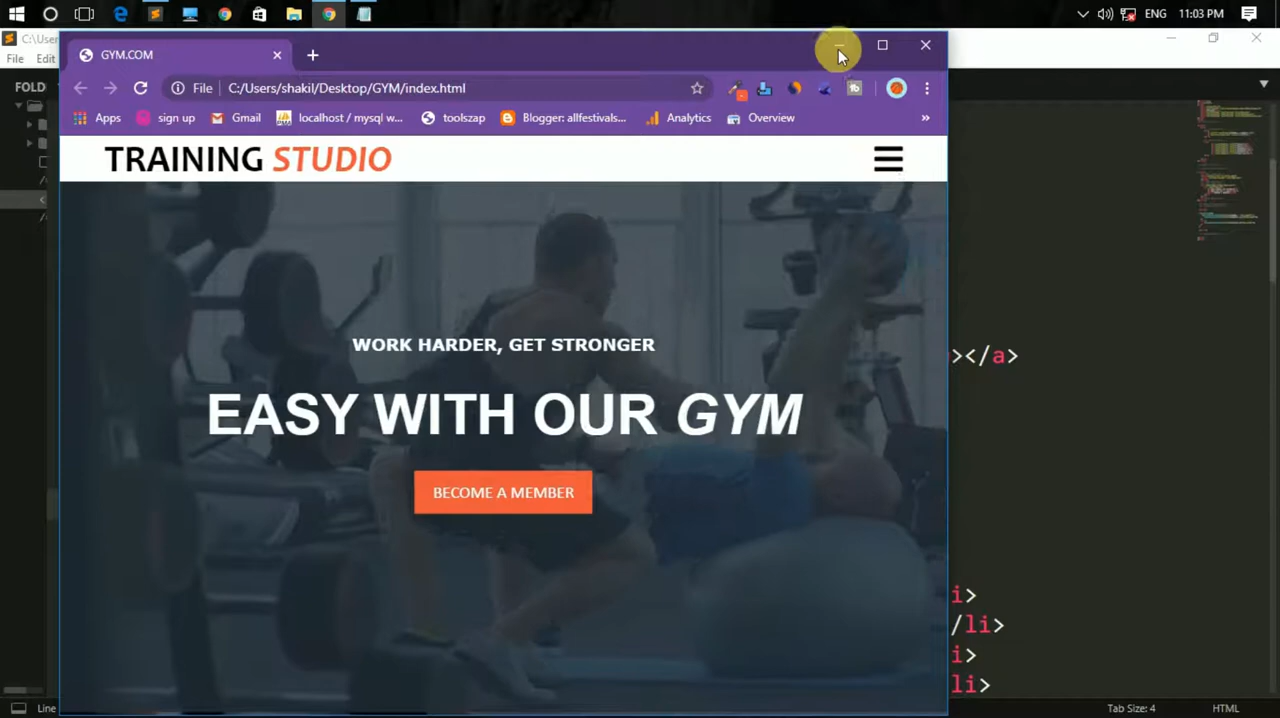 ENG 11:03 PM
C:\User
File Edit
FOLD
GYM.COM
File C:/Users/shakil/Desktop/GYM/index.html
Apps sign up Gmail localhost / mysql w... toolszap Blogger: allfestivals... Analytics Overview »
TRAINING STUDIO
WORK HARDER, GET STRONGER
EASY WITH OUR GYM
BECOME A MEMBER
></a>
i>
/li>
i>
li>
Line
Tab Size: 4 HTML